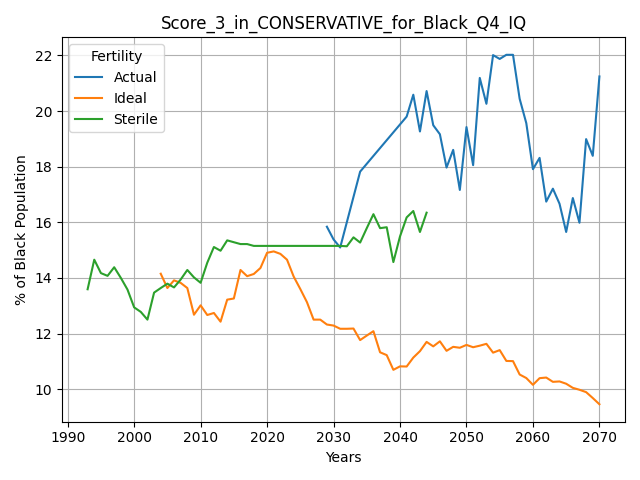 Score_3_in_CONSERVATIVE_for_Black_Q4_IQ
Fertility
Actual
Ideal
Sterile
% of Black Population
22
20
18
16
14
12
10
1990 2000 2010 2020 2030 2040 2050 2060 2070
Years